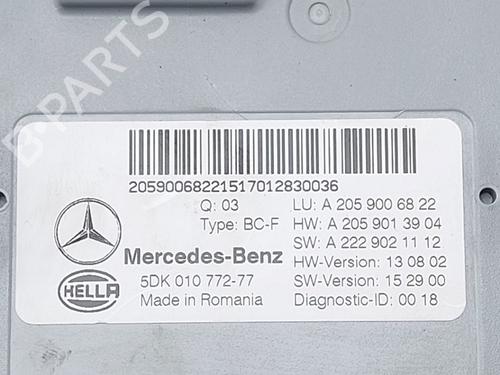 B-PARTS
20590068221517012830036
Q: 03 LU: A 205 900 68 22
Type: BC-F HW: A 205 901 39 04
SW: A 222 902 11 12
Mercedes-Benz HW-Version: 13 08 02
5DK 010 772-77 SW-Version: 15 29 00
HELLA Made in Romania Diagnostic-ID: 00 18